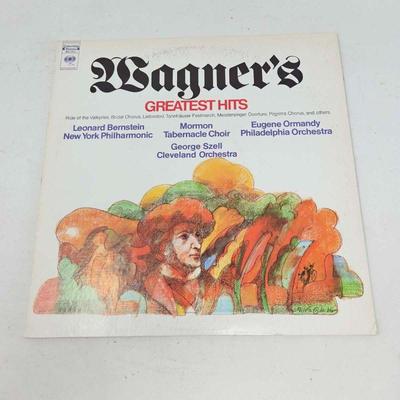 Wagner's
GREATEST HITS
Ride of the Valkyries, Bridal Chorus, Liebestod, Tannhäuser Festmarch, Meistersinger Overture, Pilgrims Chorus, and others
Leonard Bernstein
New York Philharmonic
Mormon
Tabernacle Choir
Eugene Ormandy
Philadelphia Orchestra
George Szell
Cleveland Orchestra